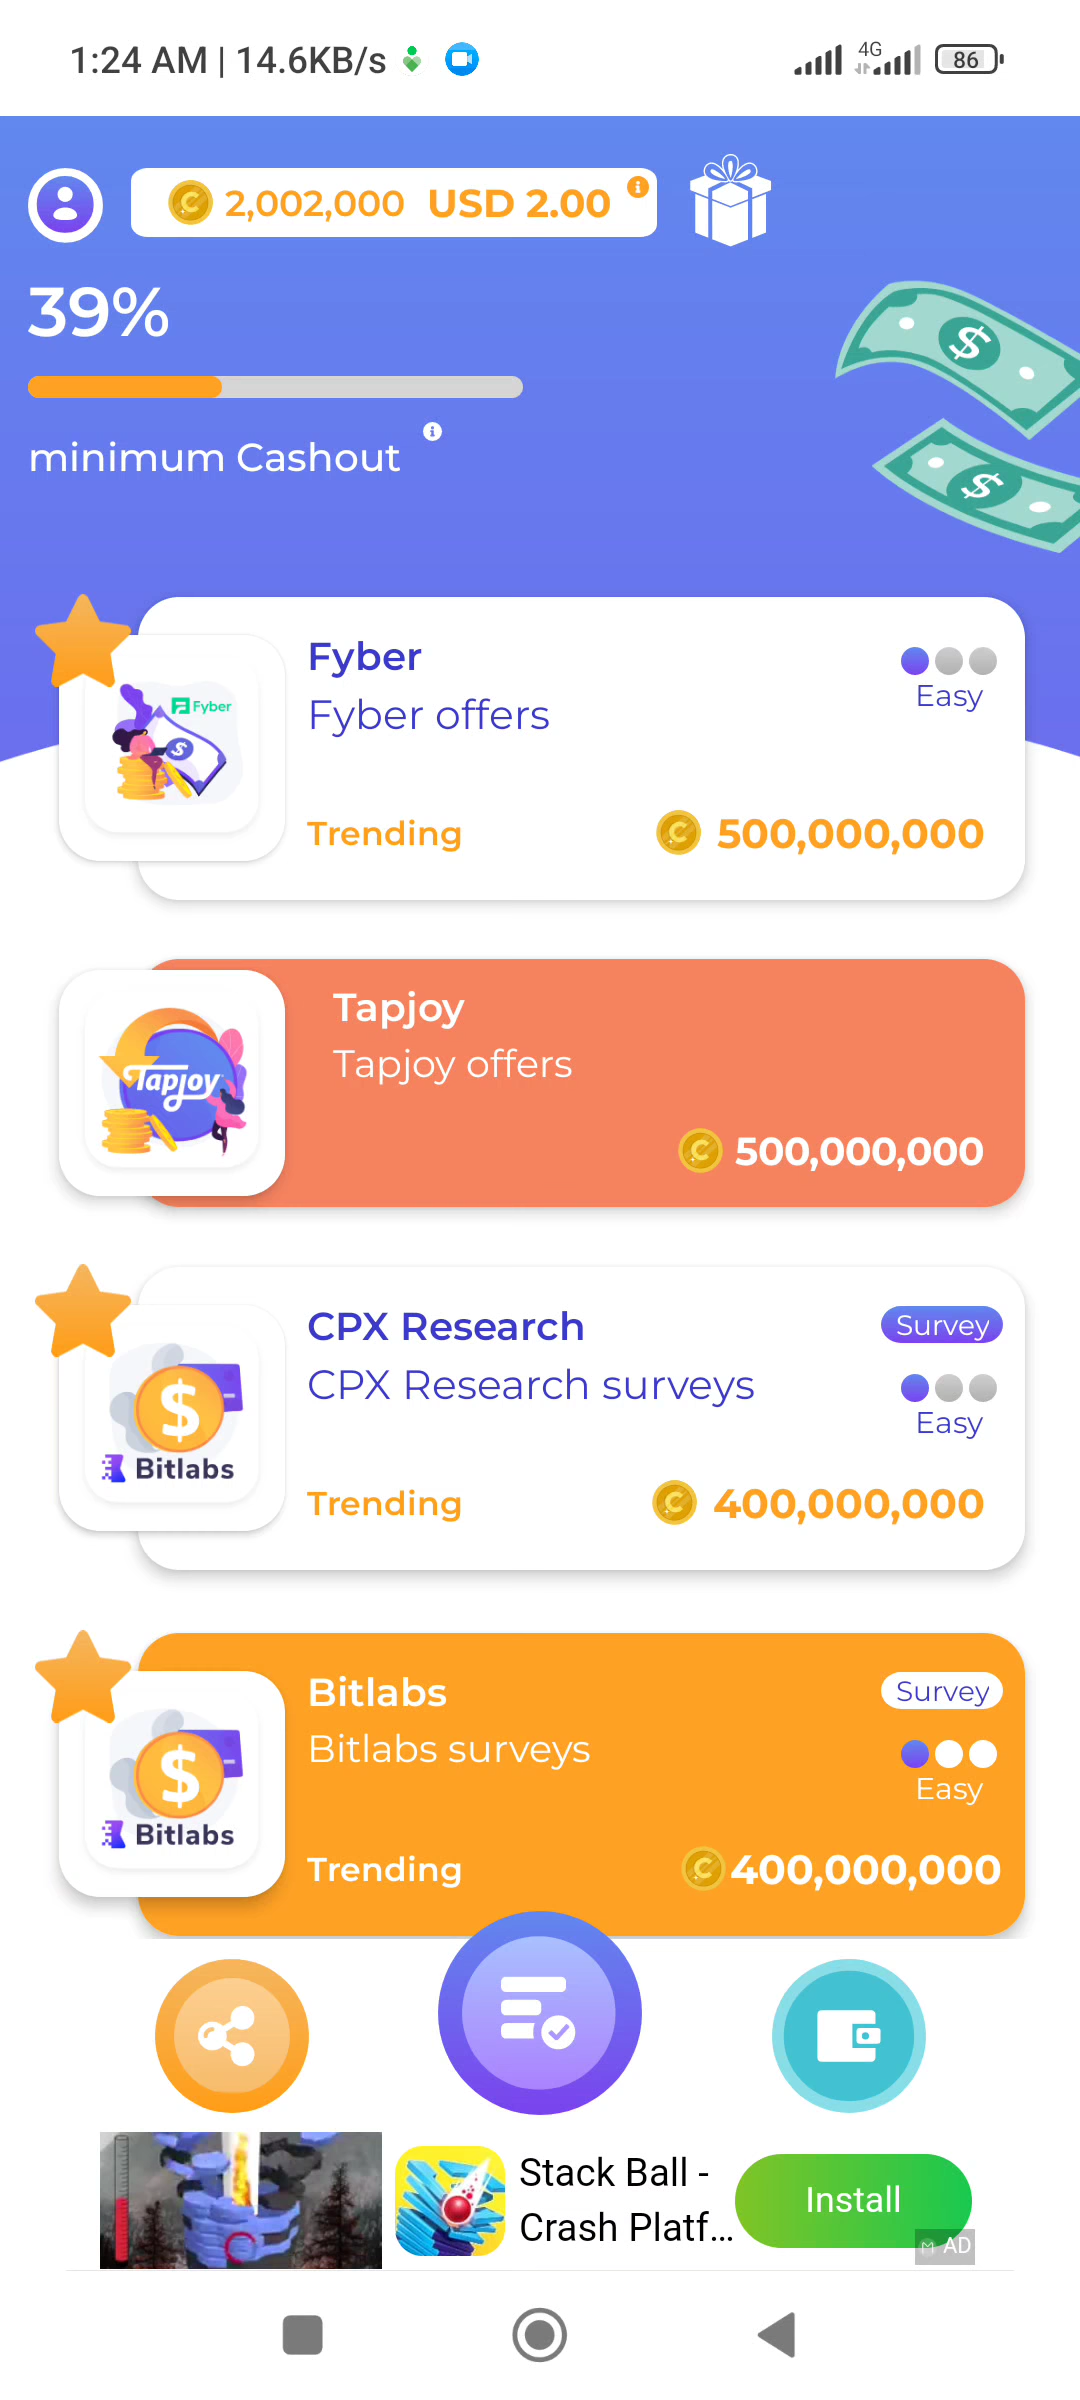 1:24 AM | 14.6KB/s
4G
86
2,002,000 USD 2.00
39%
minimum Cashout
Fyber
Fyber
Fyber offers
Easy
Trending
500,000,000
Tapjoy
Tapjoy
Tapjoy offers
500,000,000
CPX Research
Survey
CPX Research surveys
Easy
Bitlabs
Trending
400,000,000
Bitlabs
Survey
Bitlabs surveys
Easy
Bitlabs
Trending
400,000,000
Stack Ball -
Crash Platf...
Install
AD